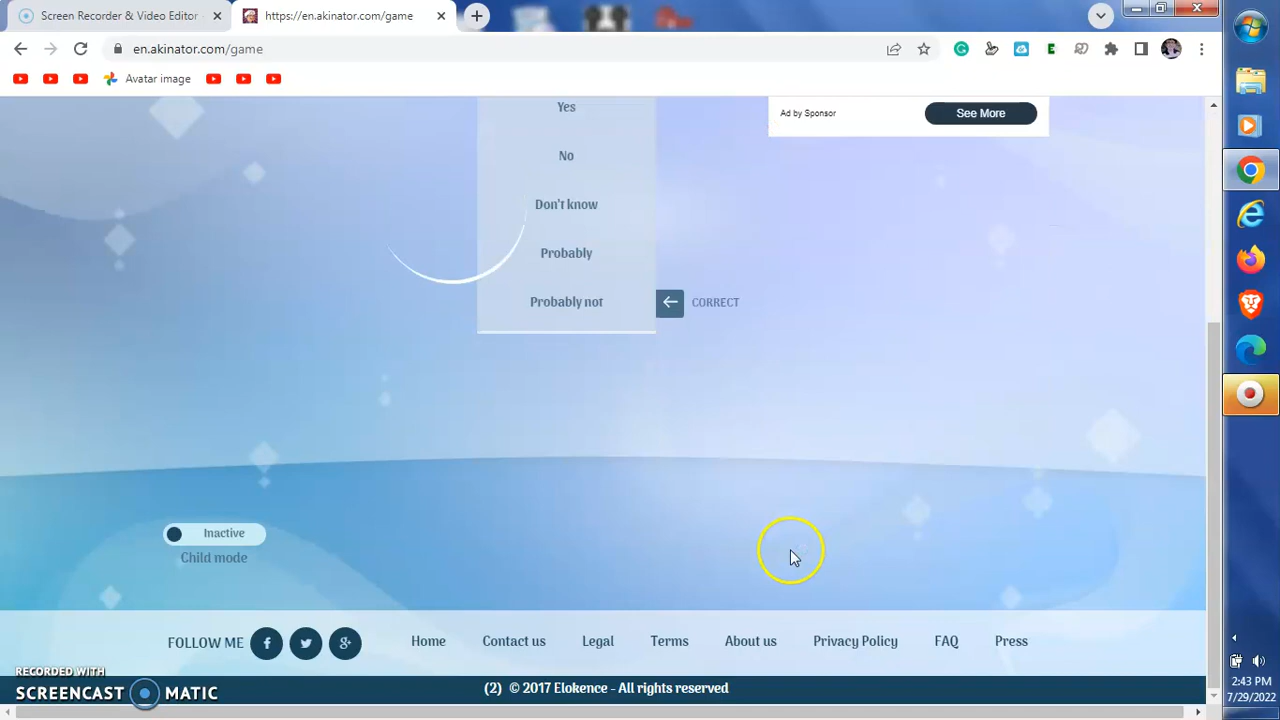 Screen Recorder & Video Editor -
https://en.akinator.com/game
en.akinator.com/game
Avatar image
Yes
No
Don't know
Probably
Probably not
CORRECT
Ad by Sponsor
See More
Inactive
Child mode
FOLLOW ME
Home
Contact us
Legal
Terms
About us
Privacy Policy
FAQ
Press
(2) © 2017 Elokence - All rights reserved
RECORDED WITH
SCREENCAST MATIC
2:43 PM
7/29/2022